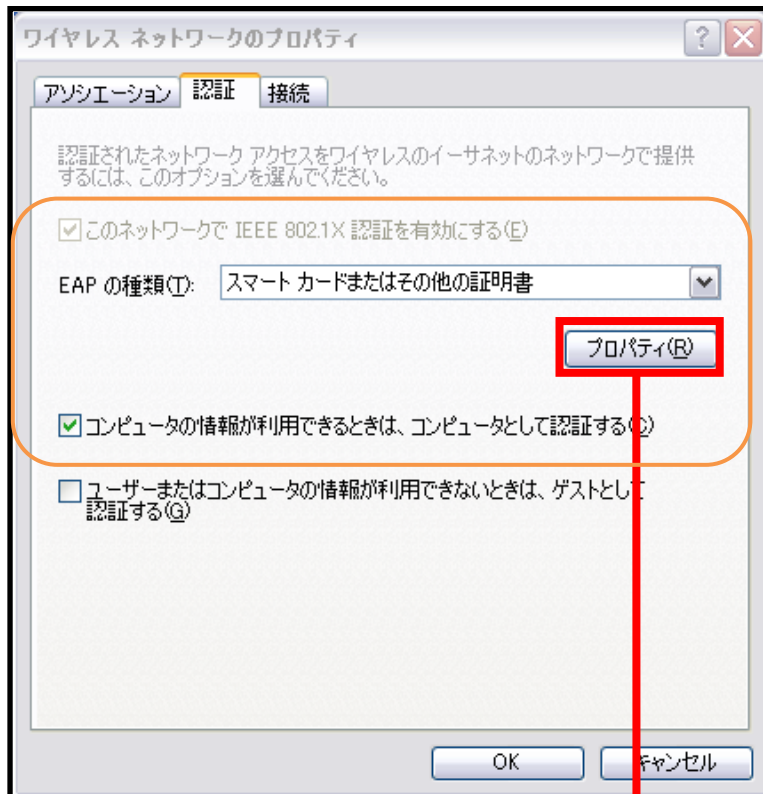 ワイヤレス ネットワークのプロパティ
アソシエーション 認証 接続
認証されたネットワーク アクセスをワイヤレスのイーサネットのネットワークで提供
するには、このオプションを選んでください。
このネットワークで IEEE 802.1X 認証を有効にする(E)
EAP の種類(T): スマート カードまたはその他の証明書
プロパティ(R)
コンピュータの情報が利用できるときは、コンピュータとして認証する(C)
ユーザーまたはコンピュータの情報が利用できないときは、ゲストとして
認証する(G)
OK キャンセル